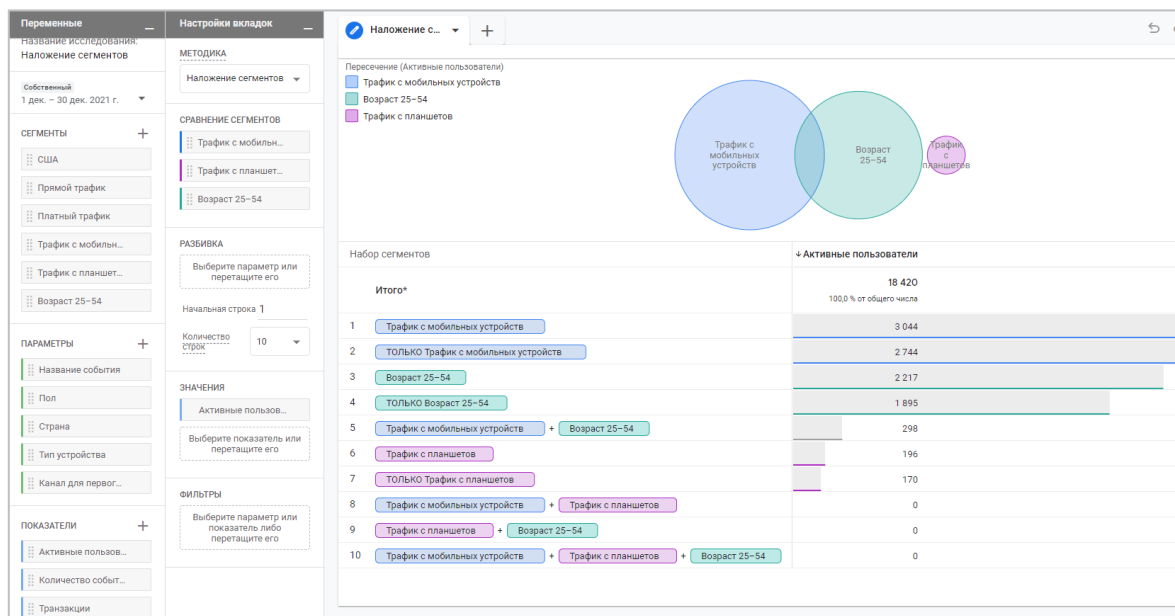 Переменные
Название исследования:
Наложение сегментов
Собственный
1 дек. – 30 дек. 2021 г.
СЕГМЕНТЫ
США
Прямой трафик
Платный трафик
Трафик с мобильн...
Трафик с планшет...
Возраст 25–54
ПАРАМЕТРЫ
Название события
Пол
Страна
Тип устройства
Канал для первог...
ПОКАЗАТЕЛИ
Активные пользов...
Количество событ...
Транзакции
Настройки вкладок
МЕТОДИКА
Наложение сегментов
СРАВНЕНИЕ СЕГМЕНТОВ
Трафик с мобильн...
Трафик с планшет...
Возраст 25–54
РАЗБИВКА
Выберите параметр или
перетащите его
Начальная строка 1
Количество
строк
10
ЗНАЧЕНИЯ
Активные пользов...
Выберите показатель или
перетащите его
ФИЛЬТРЫ
Выберите параметр или
показатель либо
перетащите его
Наложение с...
Пересечение (Активные пользователи)
Трафик с мобильных устройств
Возраст 25–54
Трафик с планшетов
Трафик с
мобильных
устройств
Возраст
25–54
Трафик
с
планшетов
Набор сегментов
Активные пользователи
Итого*
18 420
100,0 % от общего числа
1 Трафик с мобильных устройств 3 044
2 ТОЛЬКО Трафик с мобильных устройств 2 744
3 Возраст 25–54 2 217
4 ТОЛЬКО Возраст 25–54 1 895
5 Трафик с мобильных устройств + Возраст 25–54 298
6 Трафик с планшетов 196
7 ТОЛЬКО Трафик с планшетов 170
8 Трафик с мобильных устройств + Трафик с планшетов 0
9 Трафик с планшетов + Возраст 25–54 0
10 Трафик с мобильных устройств + Трафик с планшетов + Возраст 25–54 0